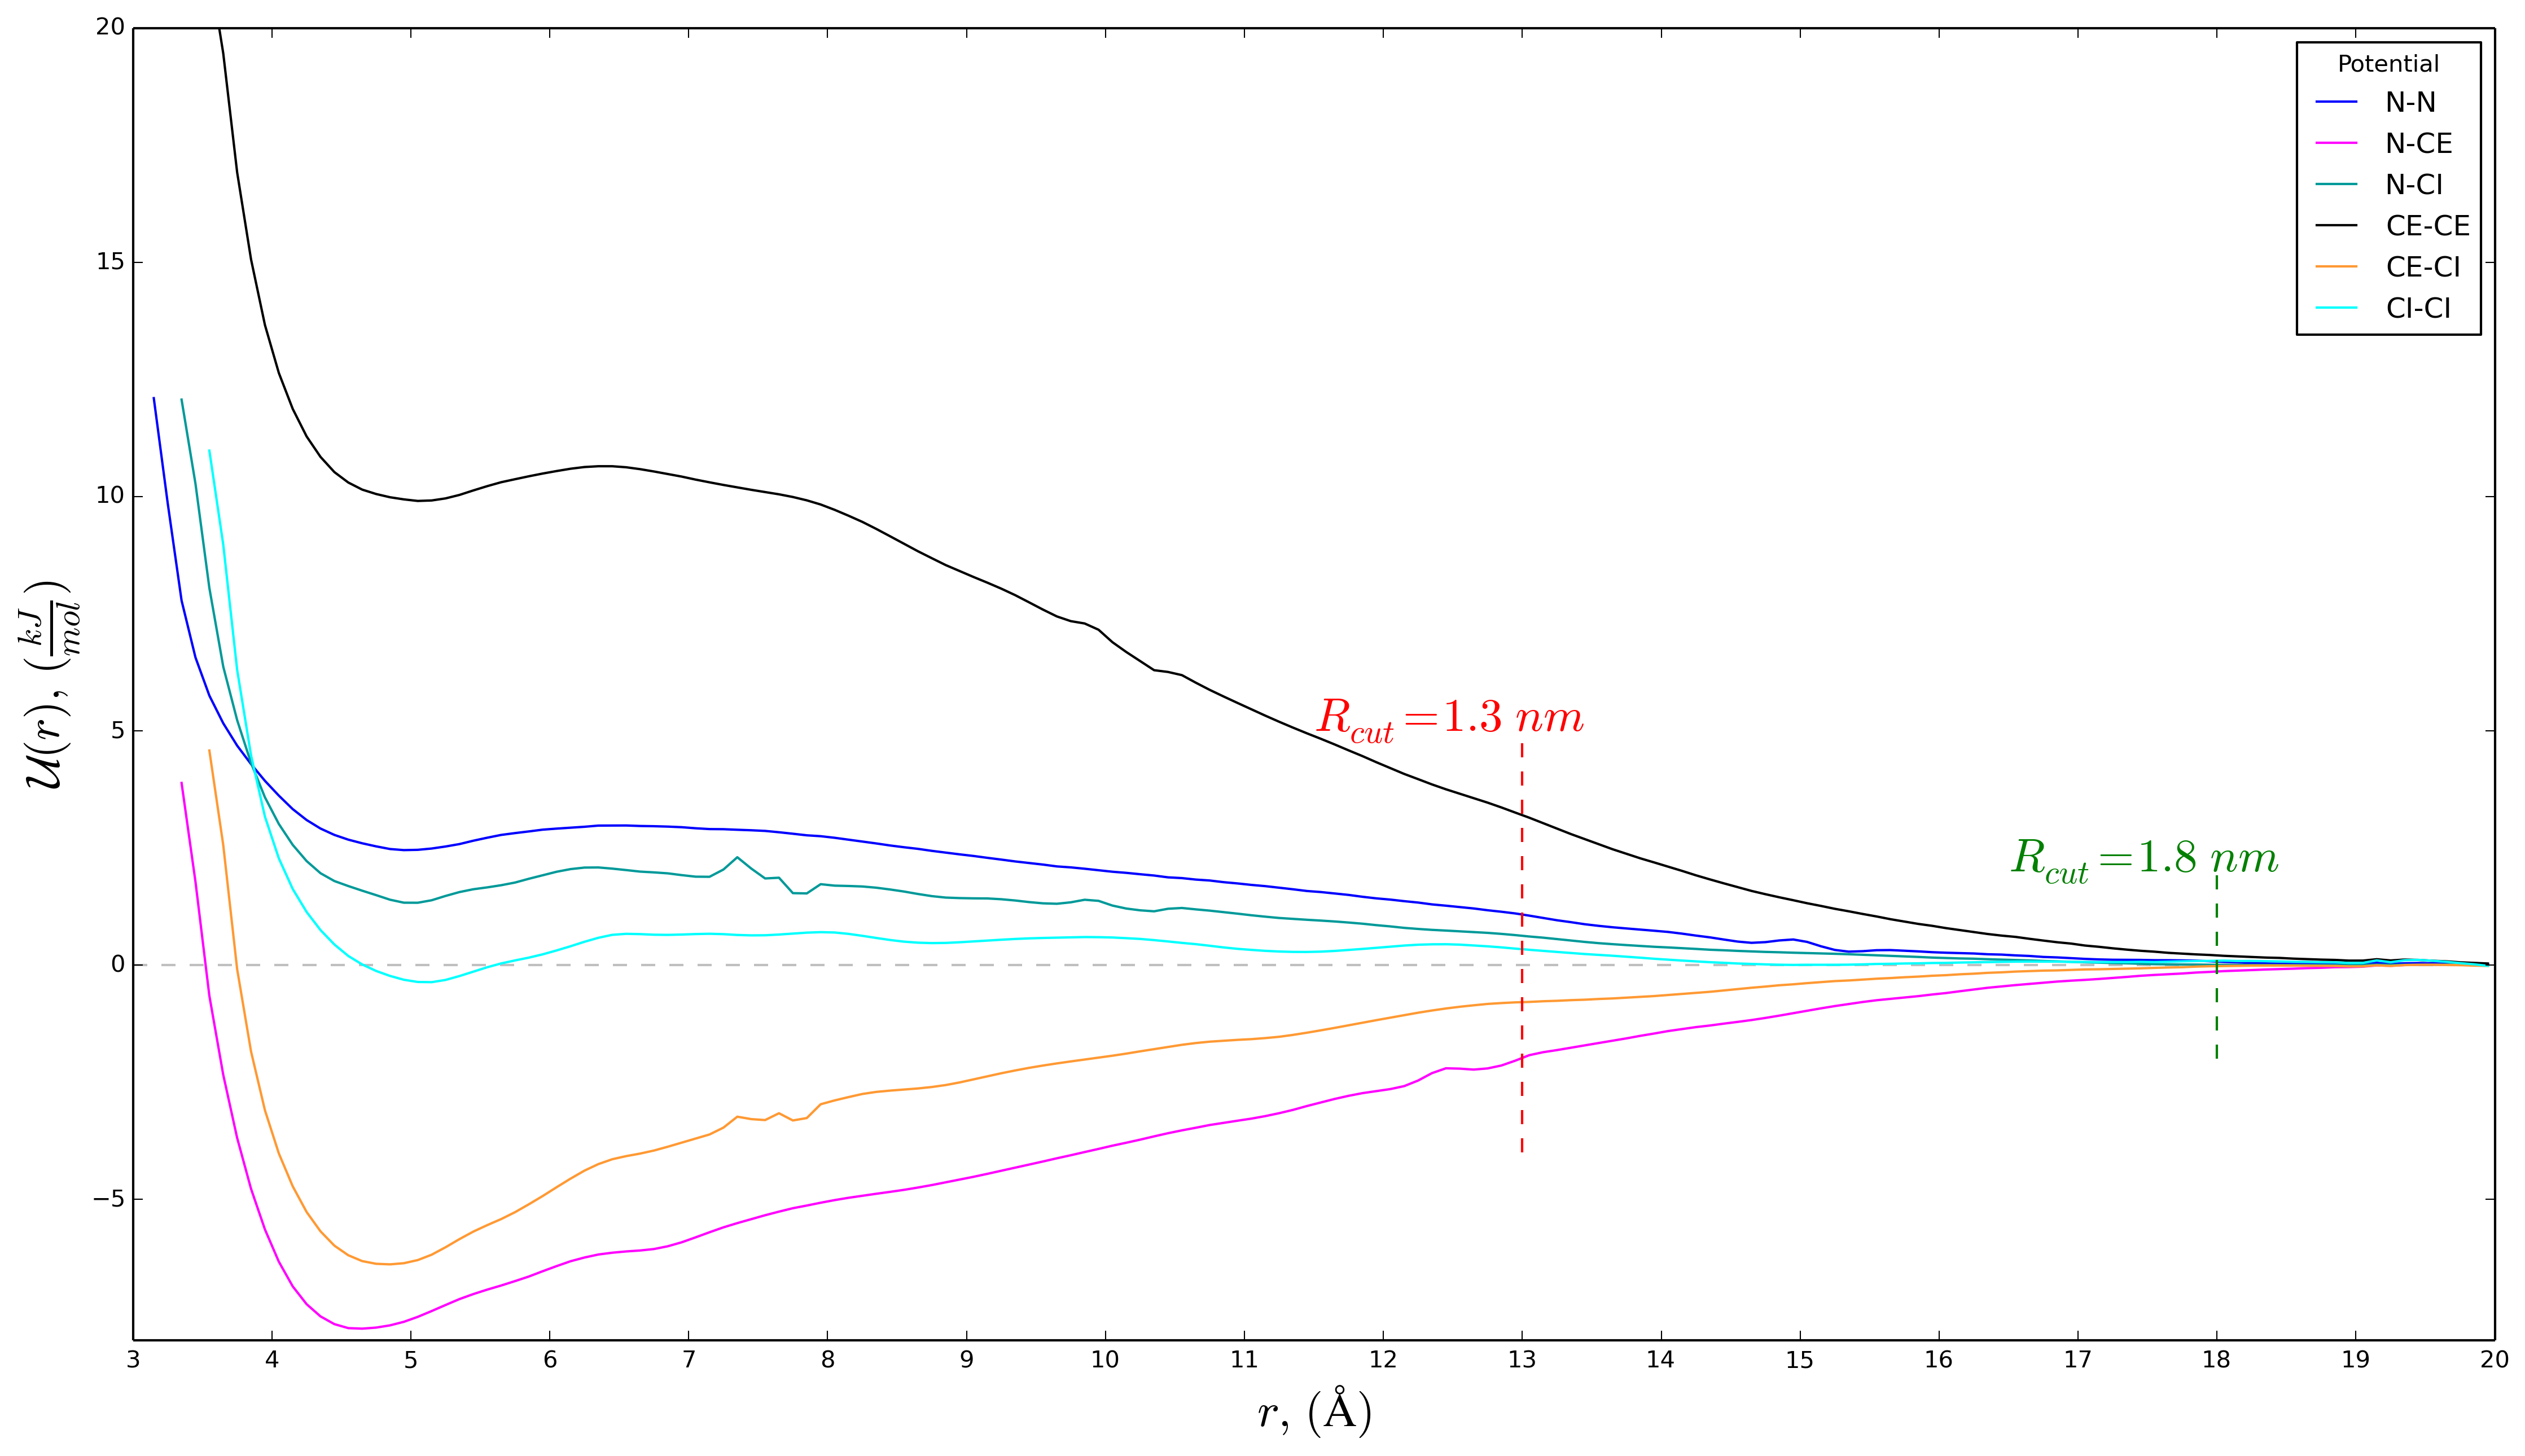 20
15
10
5
0
−5
3 4 5 6 7 8 9 10 11 12 13 14 15 16 17 18 19 20
𝒰(r), (kJ/mol)
r, (Å)
R_cut = 1.3 nm
R_cut = 1.8 nm
Potential
N-N
N-CE
N-CI
CE-CE
CE-CI
CI-CI